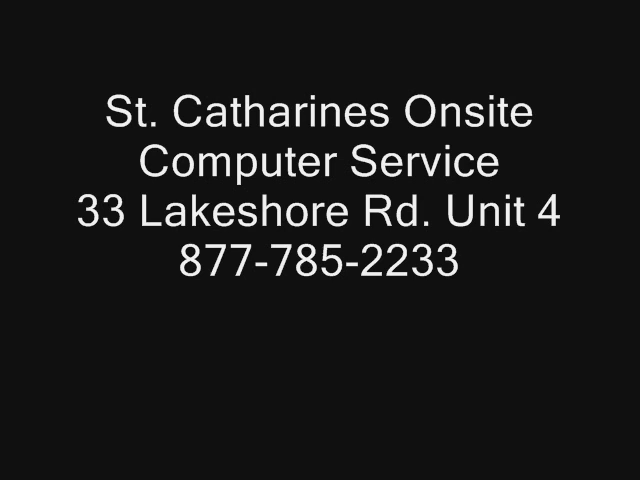 St. Catharines Onsite
Computer Service
33 Lakeshore Rd. Unit 4
877-785-2233